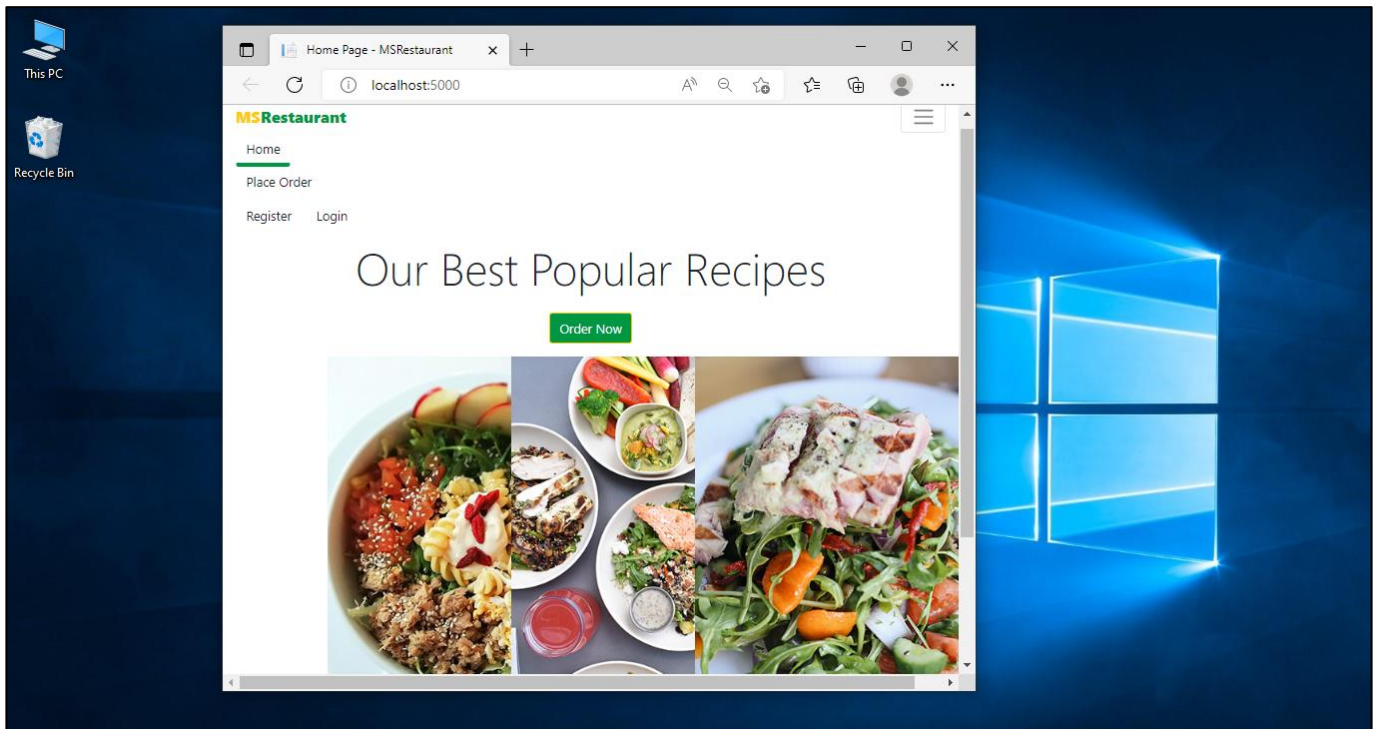 This PC
Recycle Bin
Home Page - MSRestaurant
localhost:5000
MSRestaurant
Home
Place Order
Register Login
Our Best Popular Recipes
Order Now